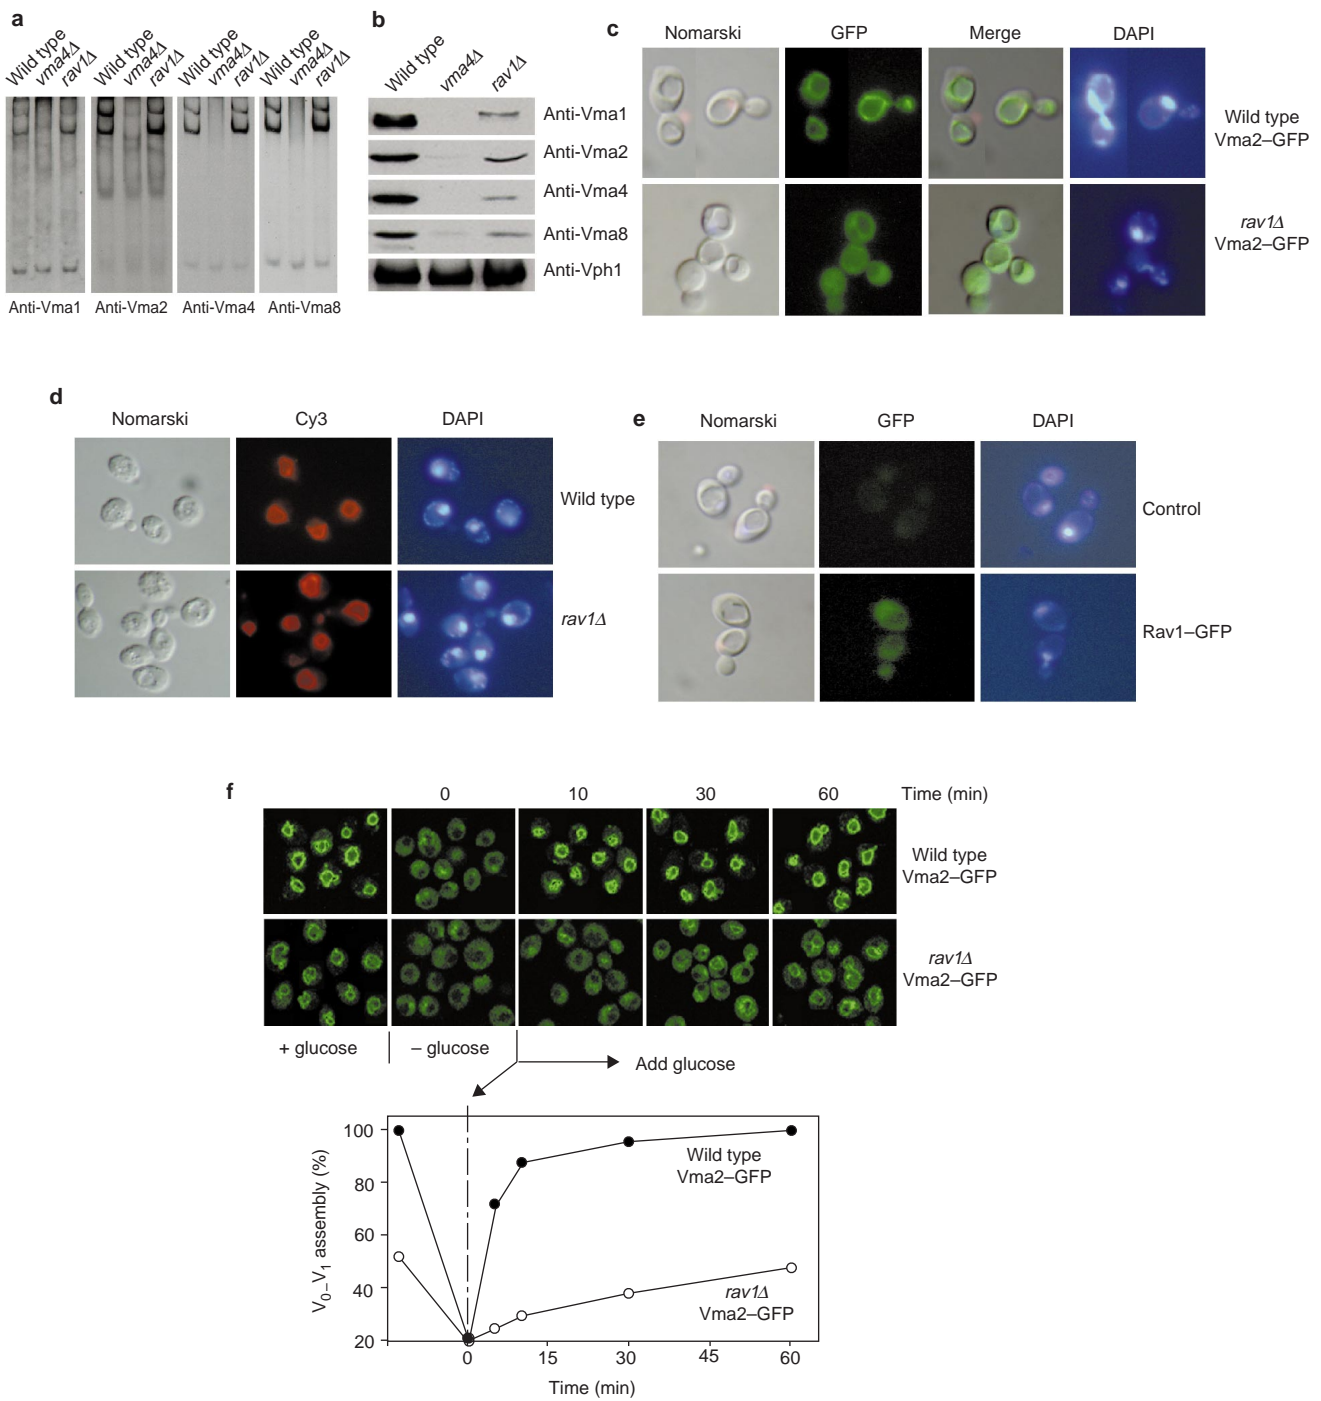 a
Wild type
vma4Δ
rav1Δ
Wild type
vma4Δ
rav1Δ
Wild type
vma4Δ
rav1Δ
Wild type
vma4Δ
rav1Δ
Anti-Vma1
Anti-Vma2
Anti-Vma4
Anti-Vma8
b
Wild type
vma4Δ
rav1Δ
Anti-Vma1
Anti-Vma2
Anti-Vma4
Anti-Vma8
Anti-Vph1
c
Nomarski
GFP
Merge
DAPI
Wild type
Vma2–GFP
rav1Δ
Vma2–GFP
d
Nomarski
Cy3
DAPI
Wild type
rav1Δ
e
Nomarski
GFP
DAPI
Control
Rav1–GFP
f
0
10
30
60
Time (min)
Wild type
Vma2–GFP
rav1Δ
Vma2–GFP
+ glucose
– glucose
Add glucose
V0–V1 assembly (%)
100
80
60
40
20
Wild type
Vma2–GFP
rav1Δ
Vma2–GFP
0
15
30
45
60
Time (min)